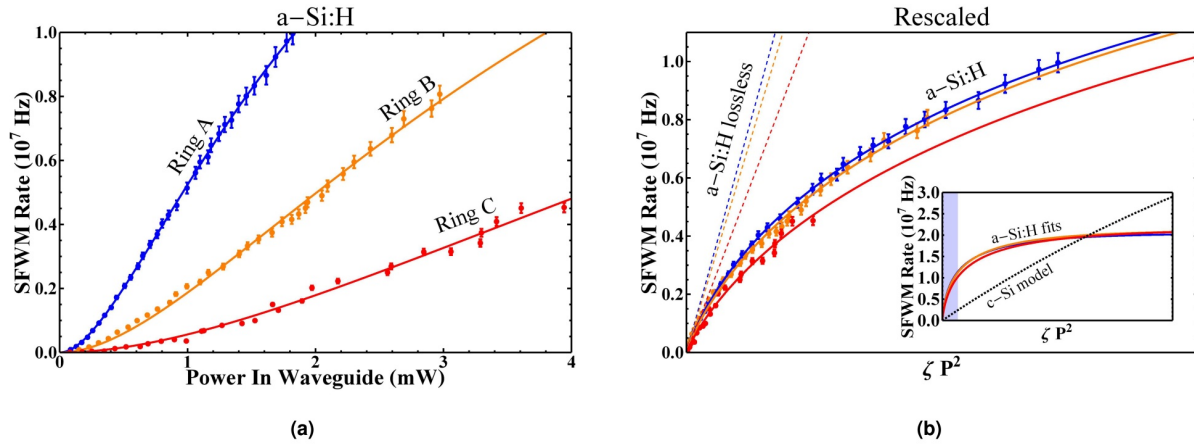 a−Si:H
SFWM Rate (10⁷ Hz)
1.0
0.8
0.6
0.4
0.2
0.0
0
1
2
3
4
Power In Waveguide (mW)
Ring A
Ring B
Ring C
(a)
Rescaled
SFWM Rate (10⁷ Hz)
1.0
0.8
0.6
0.4
0.2
0.0
ζ P²
a−Si:H lossless
a−Si:H
SFWM Rate (10⁷ Hz)
3.0
2.5
2.0
1.5
1.0
0.5
0.0
a−Si:H fits
c−Si model
ζ P²
(b)